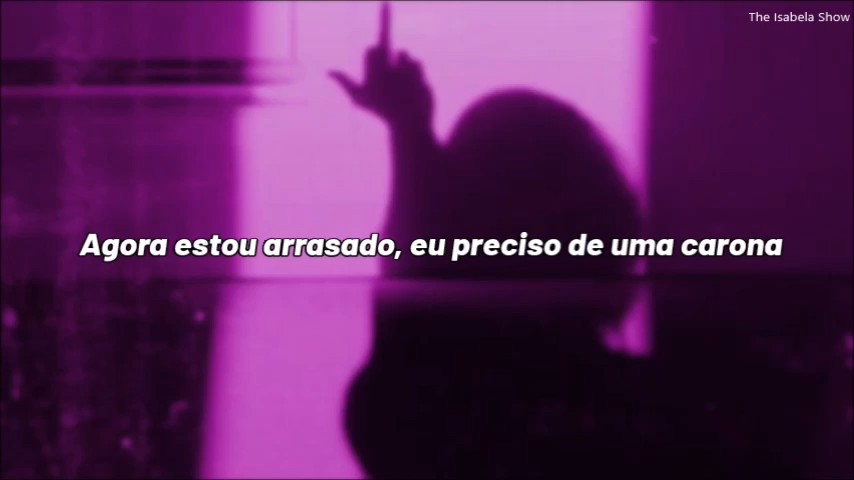 The Isabela Show
Agora estou arrasado, eu preciso de uma carona